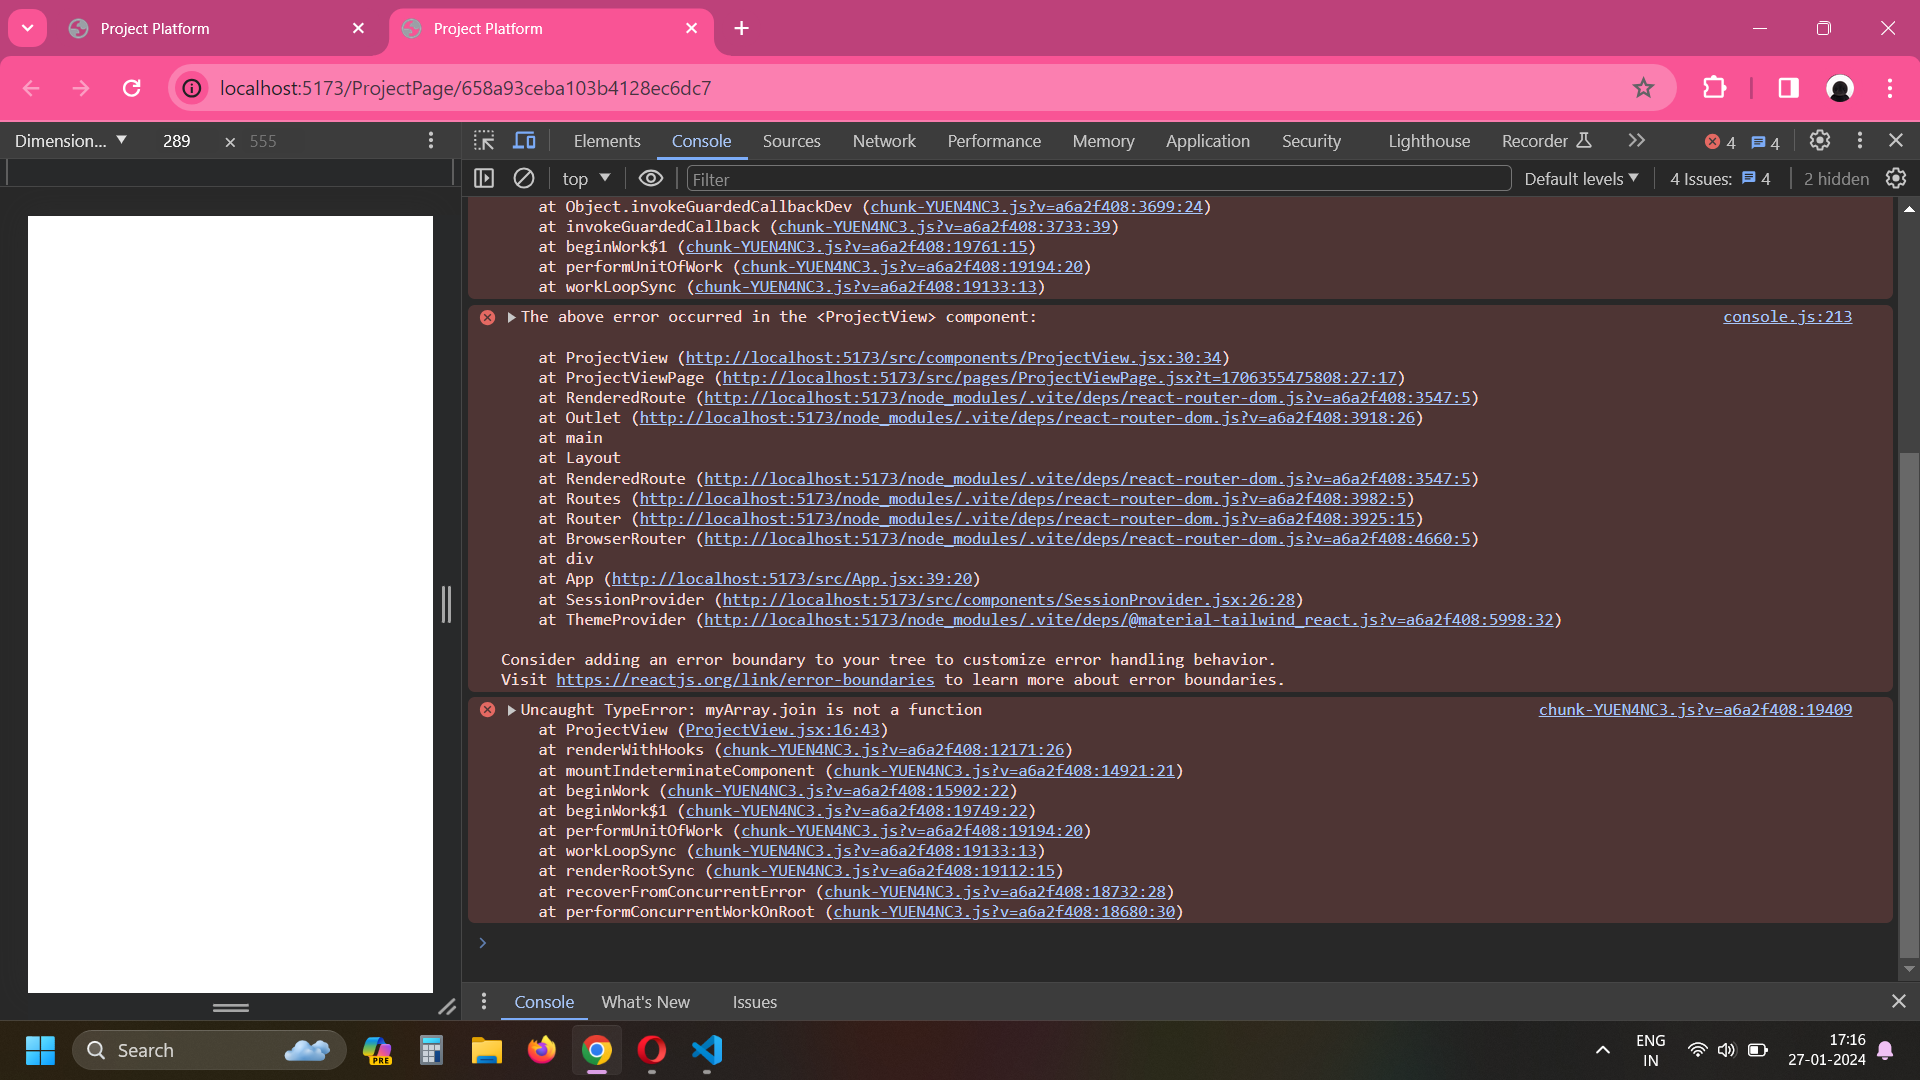 Project Platform
Project Platform
localhost:5173/ProjectPage/658a93ceba103b4128ec6dc7
Dimension... 289 × 555
Elements Console Sources Network Performance Memory Application Security Lighthouse Recorder 4 4
top Filter Default levels 4 Issues: 4 2 hidden
at Object.invokeGuardedCallbackDev (chunk-YUEN4NC3.js?v=a6a2f408:3699:24)
at invokeGuardedCallback (chunk-YUEN4NC3.js?v=a6a2f408:3733:39)
at beginWork$1 (chunk-YUEN4NC3.js?v=a6a2f408:19761:15)
at performUnitOfWork (chunk-YUEN4NC3.js?v=a6a2f408:19194:20)
at workLoopSync (chunk-YUEN4NC3.js?v=a6a2f408:19133:13)
The above error occurred in the <ProjectView> component: console.js:213
at ProjectView (http://localhost:5173/src/components/ProjectView.jsx:30:34)
at ProjectViewPage (http://localhost:5173/src/pages/ProjectViewPage.jsx?t=1706355475808:27:17)
at RenderedRoute (http://localhost:5173/node_modules/.vite/deps/react-router-dom.js?v=a6a2f408:3547:5)
at Outlet (http://localhost:5173/node_modules/.vite/deps/react-router-dom.js?v=a6a2f408:3918:26)
at main
at Layout
at RenderedRoute (http://localhost:5173/node_modules/.vite/deps/react-router-dom.js?v=a6a2f408:3547:5)
at Routes (http://localhost:5173/node_modules/.vite/deps/react-router-dom.js?v=a6a2f408:3982:5)
at Router (http://localhost:5173/node_modules/.vite/deps/react-router-dom.js?v=a6a2f408:3925:15)
at BrowserRouter (http://localhost:5173/node_modules/.vite/deps/react-router-dom.js?v=a6a2f408:4660:5)
at div
at App (http://localhost:5173/src/App.jsx:39:20)
at SessionProvider (http://localhost:5173/src/components/SessionProvider.jsx:26:28)
at ThemeProvider (http://localhost:5173/node_modules/.vite/deps/@material-tailwind_react.js?v=a6a2f408:5998:32)
Consider adding an error boundary to your tree to customize error handling behavior.
Visit https://reactjs.org/link/error-boundaries to learn more about error boundaries.
Uncaught TypeError: myArray.join is not a function chunk-YUEN4NC3.js?v=a6a2f408:19409
at ProjectView (ProjectView.jsx:16:43)
at renderWithHooks (chunk-YUEN4NC3.js?v=a6a2f408:12171:26)
at mountIndeterminateComponent (chunk-YUEN4NC3.js?v=a6a2f408:14921:21)
at beginWork (chunk-YUEN4NC3.js?v=a6a2f408:15902:22)
at beginWork$1 (chunk-YUEN4NC3.js?v=a6a2f408:19749:22)
at performUnitOfWork (chunk-YUEN4NC3.js?v=a6a2f408:19194:20)
at workLoopSync (chunk-YUEN4NC3.js?v=a6a2f408:19133:13)
at renderRootSync (chunk-YUEN4NC3.js?v=a6a2f408:19112:15)
at recoverFromConcurrentError (chunk-YUEN4NC3.js?v=a6a2f408:18732:28)
at performConcurrentWorkOnRoot (chunk-YUEN4NC3.js?v=a6a2f408:18680:30)
Console What's New Issues
Search PRE
ENG
IN
17:16
27-01-2024